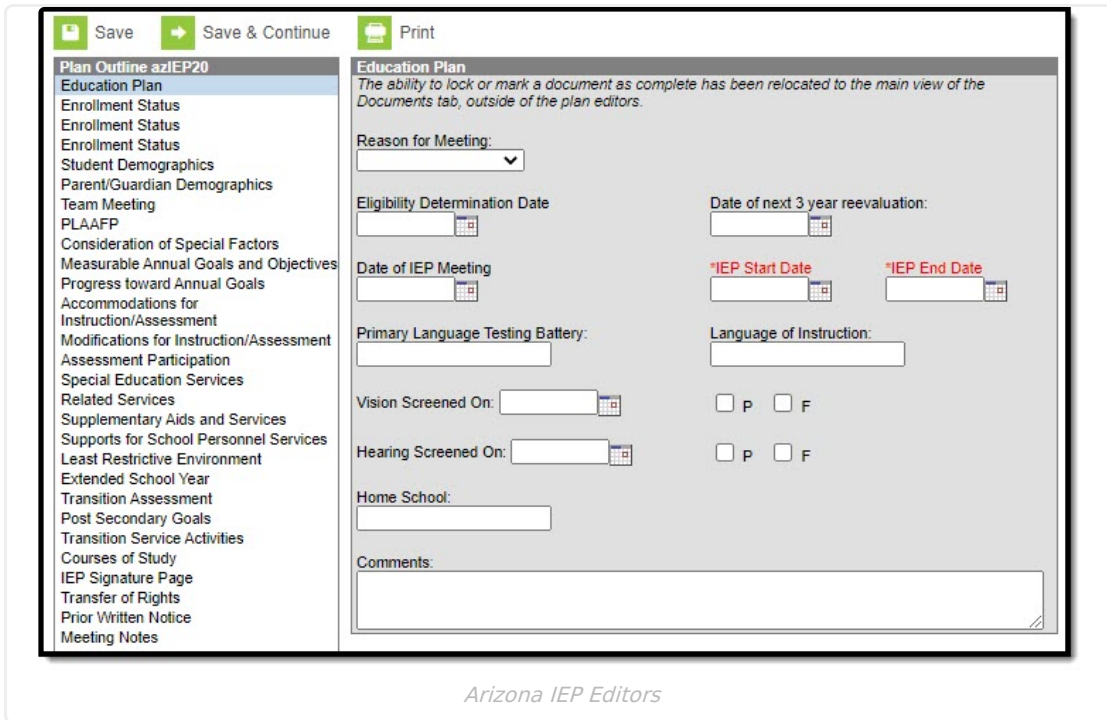 Save Save & Continue Print
Plan Outline azIEP20
Education Plan
Enrollment Status
Enrollment Status
Enrollment Status
Student Demographics
Parent/Guardian Demographics
Team Meeting
PLAAFP
Consideration of Special Factors
Measurable Annual Goals and Objectives
Progress toward Annual Goals
Accommodations for
Instruction/Assessment
Modifications for Instruction/Assessment
Assessment Participation
Special Education Services
Related Services
Supplementary Aids and Services
Supports for School Personnel Services
Least Restrictive Environment
Extended School Year
Transition Assessment
Post Secondary Goals
Transition Service Activities
Courses of Study
IEP Signature Page
Transfer of Rights
Prior Written Notice
Meeting Notes
Education Plan
The ability to lock or mark a document as complete has been relocated to the main view of the
Documents tab, outside of the plan editors.
Reason for Meeting:
Eligibility Determination Date Date of next 3 year reevaluation:
Date of IEP Meeting *IEP Start Date *IEP End Date
Primary Language Testing Battery: Language of Instruction:
Vision Screened On: P F
Hearing Screened On: P F
Home School:
Comments:
Arizona IEP Editors